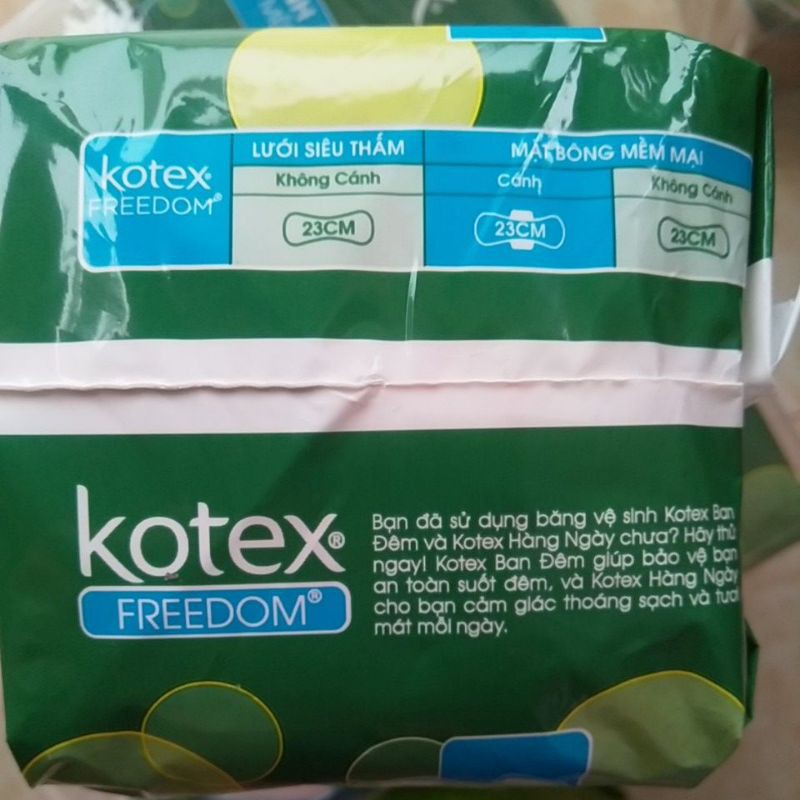 kotex
FREEDOM®
LƯỚI SIÊU THẤM
MẶT BÔNG MỀM MẠI
Không Cánh
Cánh
Không Cánh
23CM
23CM
23CM
kotex®
FREEDOM®
Bạn đã sử dụng băng vệ sinh Kotex Ban
Đêm và Kotex Hàng Ngày chưa? Hãy thử
ngay! Kotex Ban Đêm giúp bảo vệ bạn
an toàn suốt đêm, và Kotex Hàng Ngày
cho bạn cảm giác thoáng sạch và tươi
mát mỗi ngày.